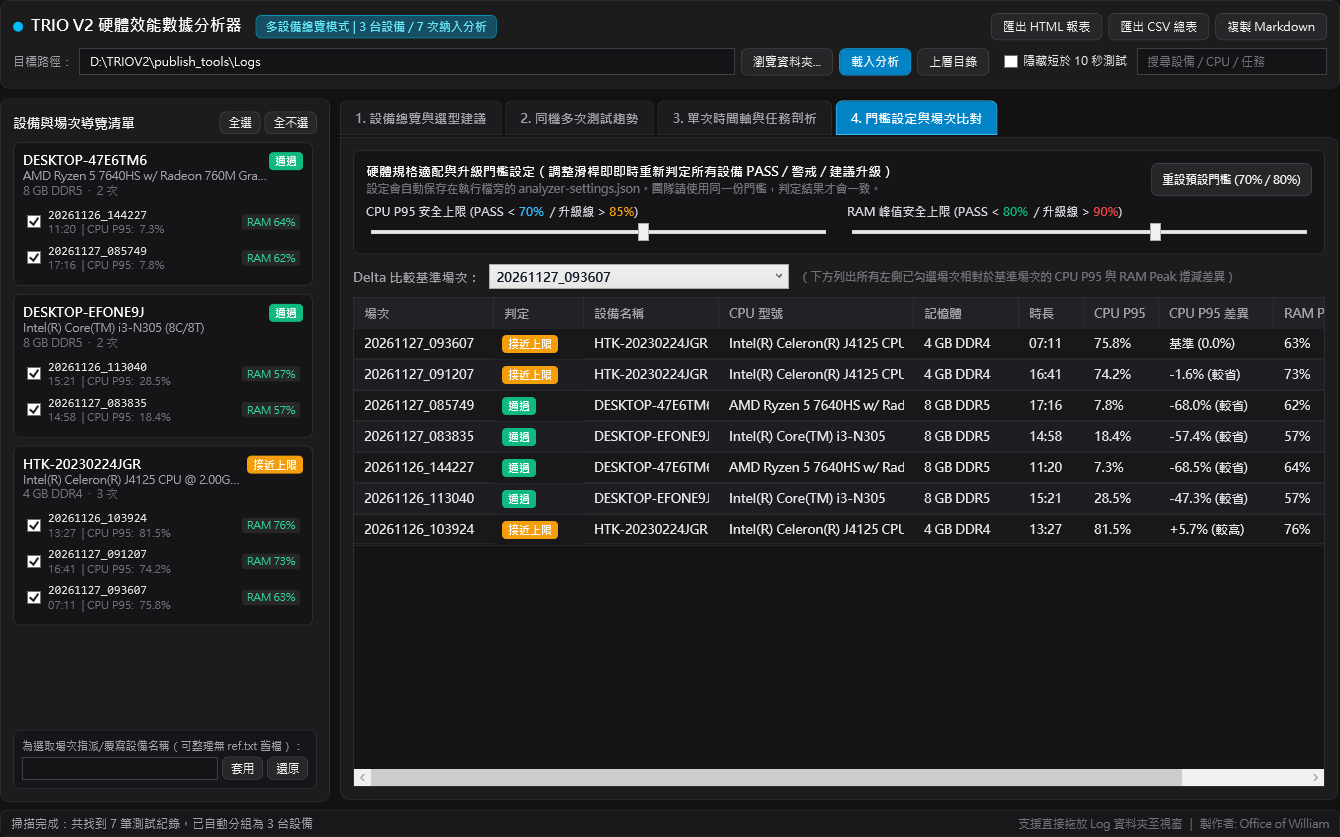 TRIO V2 硬體效能數據分析器
多設備總覽模式 | 3 台設備 / 7 次納入分析
匯出 HTML 報表
匯出 CSV 總表
複製 Markdown
目標路徑：
D:\TRIOV2\publish_tools\Logs
瀏覽資料夾...
載入分析
上層目錄
隱藏短於 10 秒測試
搜尋設備 / CPU / 任務
設備與場次導覽清單
全選
全不選
DESKTOP-47E6TM6
通過
AMD Ryzen 5 7640HS w/ Radeon 760M Gra...
8 GB DDR5 · 2 次
20261126_144227
11:20 | CPU P95: 7.3%
RAM 64%
20261127_085749
17:16 | CPU P95: 7.8%
RAM 62%
DESKTOP-EFONE9J
通過
Intel(R) Core(TM) i3-N305 (8C/8T)
8 GB DDR5 · 2 次
20261126_113040
15:21 | CPU P95: 28.5%
RAM 57%
20261127_083835
14:58 | CPU P95: 18.4%
RAM 57%
HTK-20230224JGR
接近上限
Intel(R) Celeron(R) J4125 CPU @ 2.00G...
4 GB DDR4 · 3 次
20261126_103924
13:27 | CPU P95: 81.5%
RAM 76%
20261127_091207
16:41 | CPU P95: 74.2%
RAM 73%
20261127_093607
07:11 | CPU P95: 75.8%
RAM 63%
為選取場次指派/覆寫設備名稱（可整理無 ref.txt 舊檔）：
套用
還原
1. 設備總覽與選型建議
2. 同機多次測試趨勢
3. 單次時間軸與任務剖析
4. 門檻設定與場次比對
硬體規格適配與升級門檻設定（調整滑桿即即時重新判定所有設備 PASS / 警戒 / 建議升級）
設定會自動保存在執行檔旁的 analyzer-settings.json。團隊請使用同一份門檻，判定結果才會一致。
重設預設門檻 (70% / 80%)
CPU P95 安全上限 (PASS < 70% / 升級線 > 85%)
RAM 峰值安全上限 (PASS < 80% / 升級線 > 90%)
Delta 比較基準場次：
20261127_093607
（下方列出所有左側已勾選場次相對於基準場次的 CPU P95 與 RAM Peak 增減差異）
場次 判定 設備名稱 CPU 型號 記憶體 時長 CPU P95 CPU P95 差異 RAM P
20261127_093607 接近上限 HTK-20230224JGR Intel(R) Celeron(R) J4125 CPU 4 GB DDR4 07:11 75.8% 基準 (0.0%) 63%
20261127_091207 接近上限 HTK-20230224JGR Intel(R) Celeron(R) J4125 CPU 4 GB DDR4 16:41 74.2% -1.6% (較省) 73%
20261127_085749 通過 DESKTOP-47E6TM6 AMD Ryzen 5 7640HS w/ Rad 8 GB DDR5 17:16 7.8% -68.0% (較省) 62%
20261127_083835 通過 DESKTOP-EFONE9J Intel(R) Core(TM) i3-N305 8 GB DDR5 14:58 18.4% -57.4% (較省) 57%
20261126_144227 通過 DESKTOP-47E6TM6 AMD Ryzen 5 7640HS w/ Rad 8 GB DDR5 11:20 7.3% -68.5% (較省) 64%
20261126_113040 通過 DESKTOP-EFONE9J Intel(R) Core(TM) i3-N305 8 GB DDR5 15:21 28.5% -47.3% (較省) 57%
20261126_103924 接近上限 HTK-20230224JGR Intel(R) Celeron(R) J4125 CPU 4 GB DDR4 13:27 81.5% +5.7% (較高) 76%
掃描完成：共找到 7 筆測試紀錄，已自動分組為 3 台設備
支援直接拖放 Log 資料夾至視窗 | 製作者: Office of William